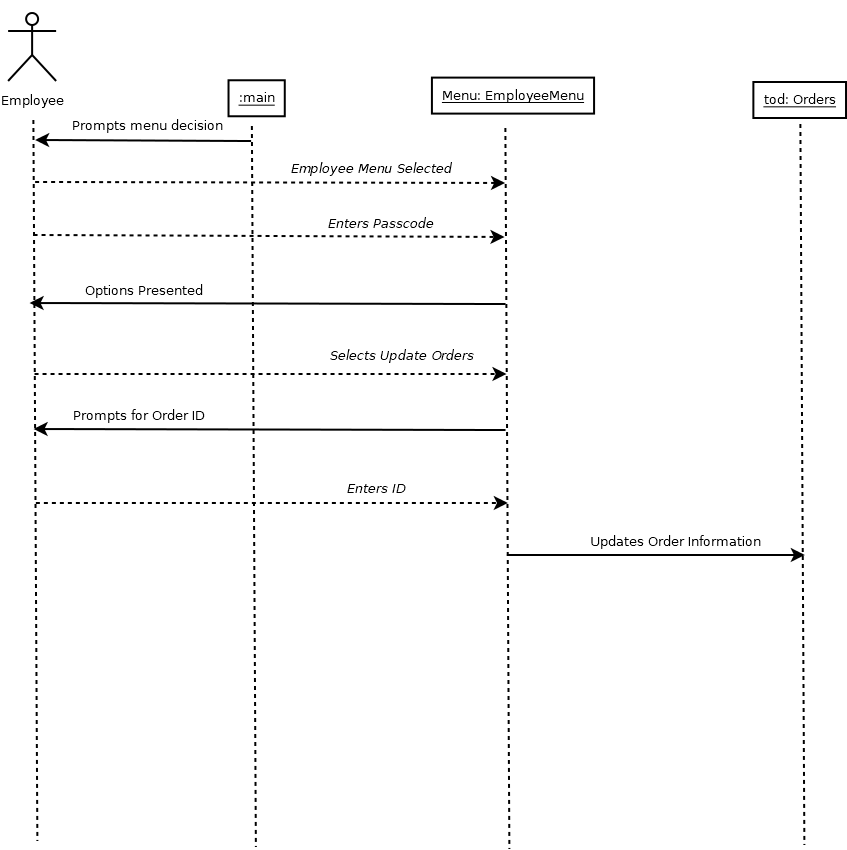 Employee
:main
Menu: EmployeeMenu
tod: Orders
Prompts menu decision
Employee Menu Selected
Enters Passcode
Options Presented
Selects Update Orders
Prompts for Order ID
Enters ID
Updates Order Information